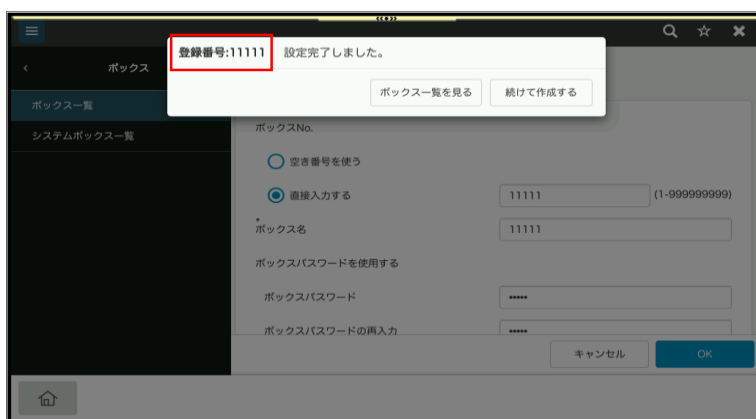 登録番号:11111 設定完了しました。
ボックス一覧を見る 続けて作成する
ボックス
ボックス一覧
システムボックス一覧
ボックスNo.
空き番号を使う
直接入力する 11111 (1-999999999)
*
ボックス名 11111
ボックスパスワードを使用する
ボックスパスワード •••••
ボックスパスワードの再入力 •••••
キャンセル OK